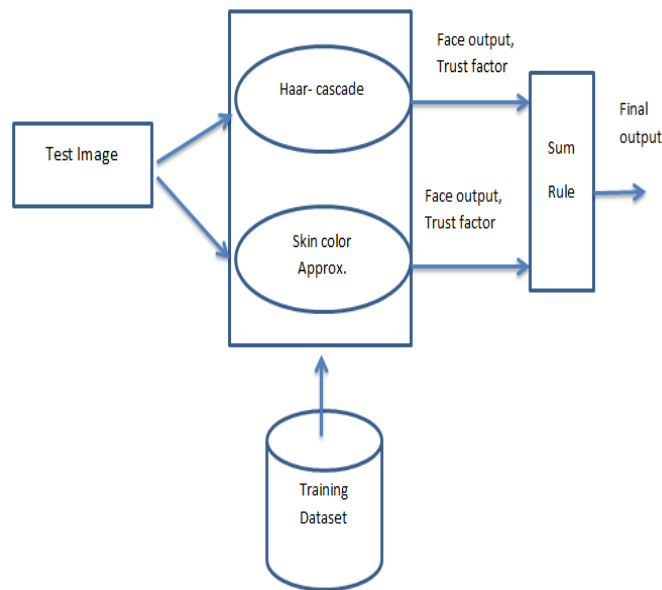 Test Image
Haar- cascade
Skin color
Approx.
Training
Dataset
Face output,
Trust factor
Face output,
Trust factor
Sum
Rule
Final
output